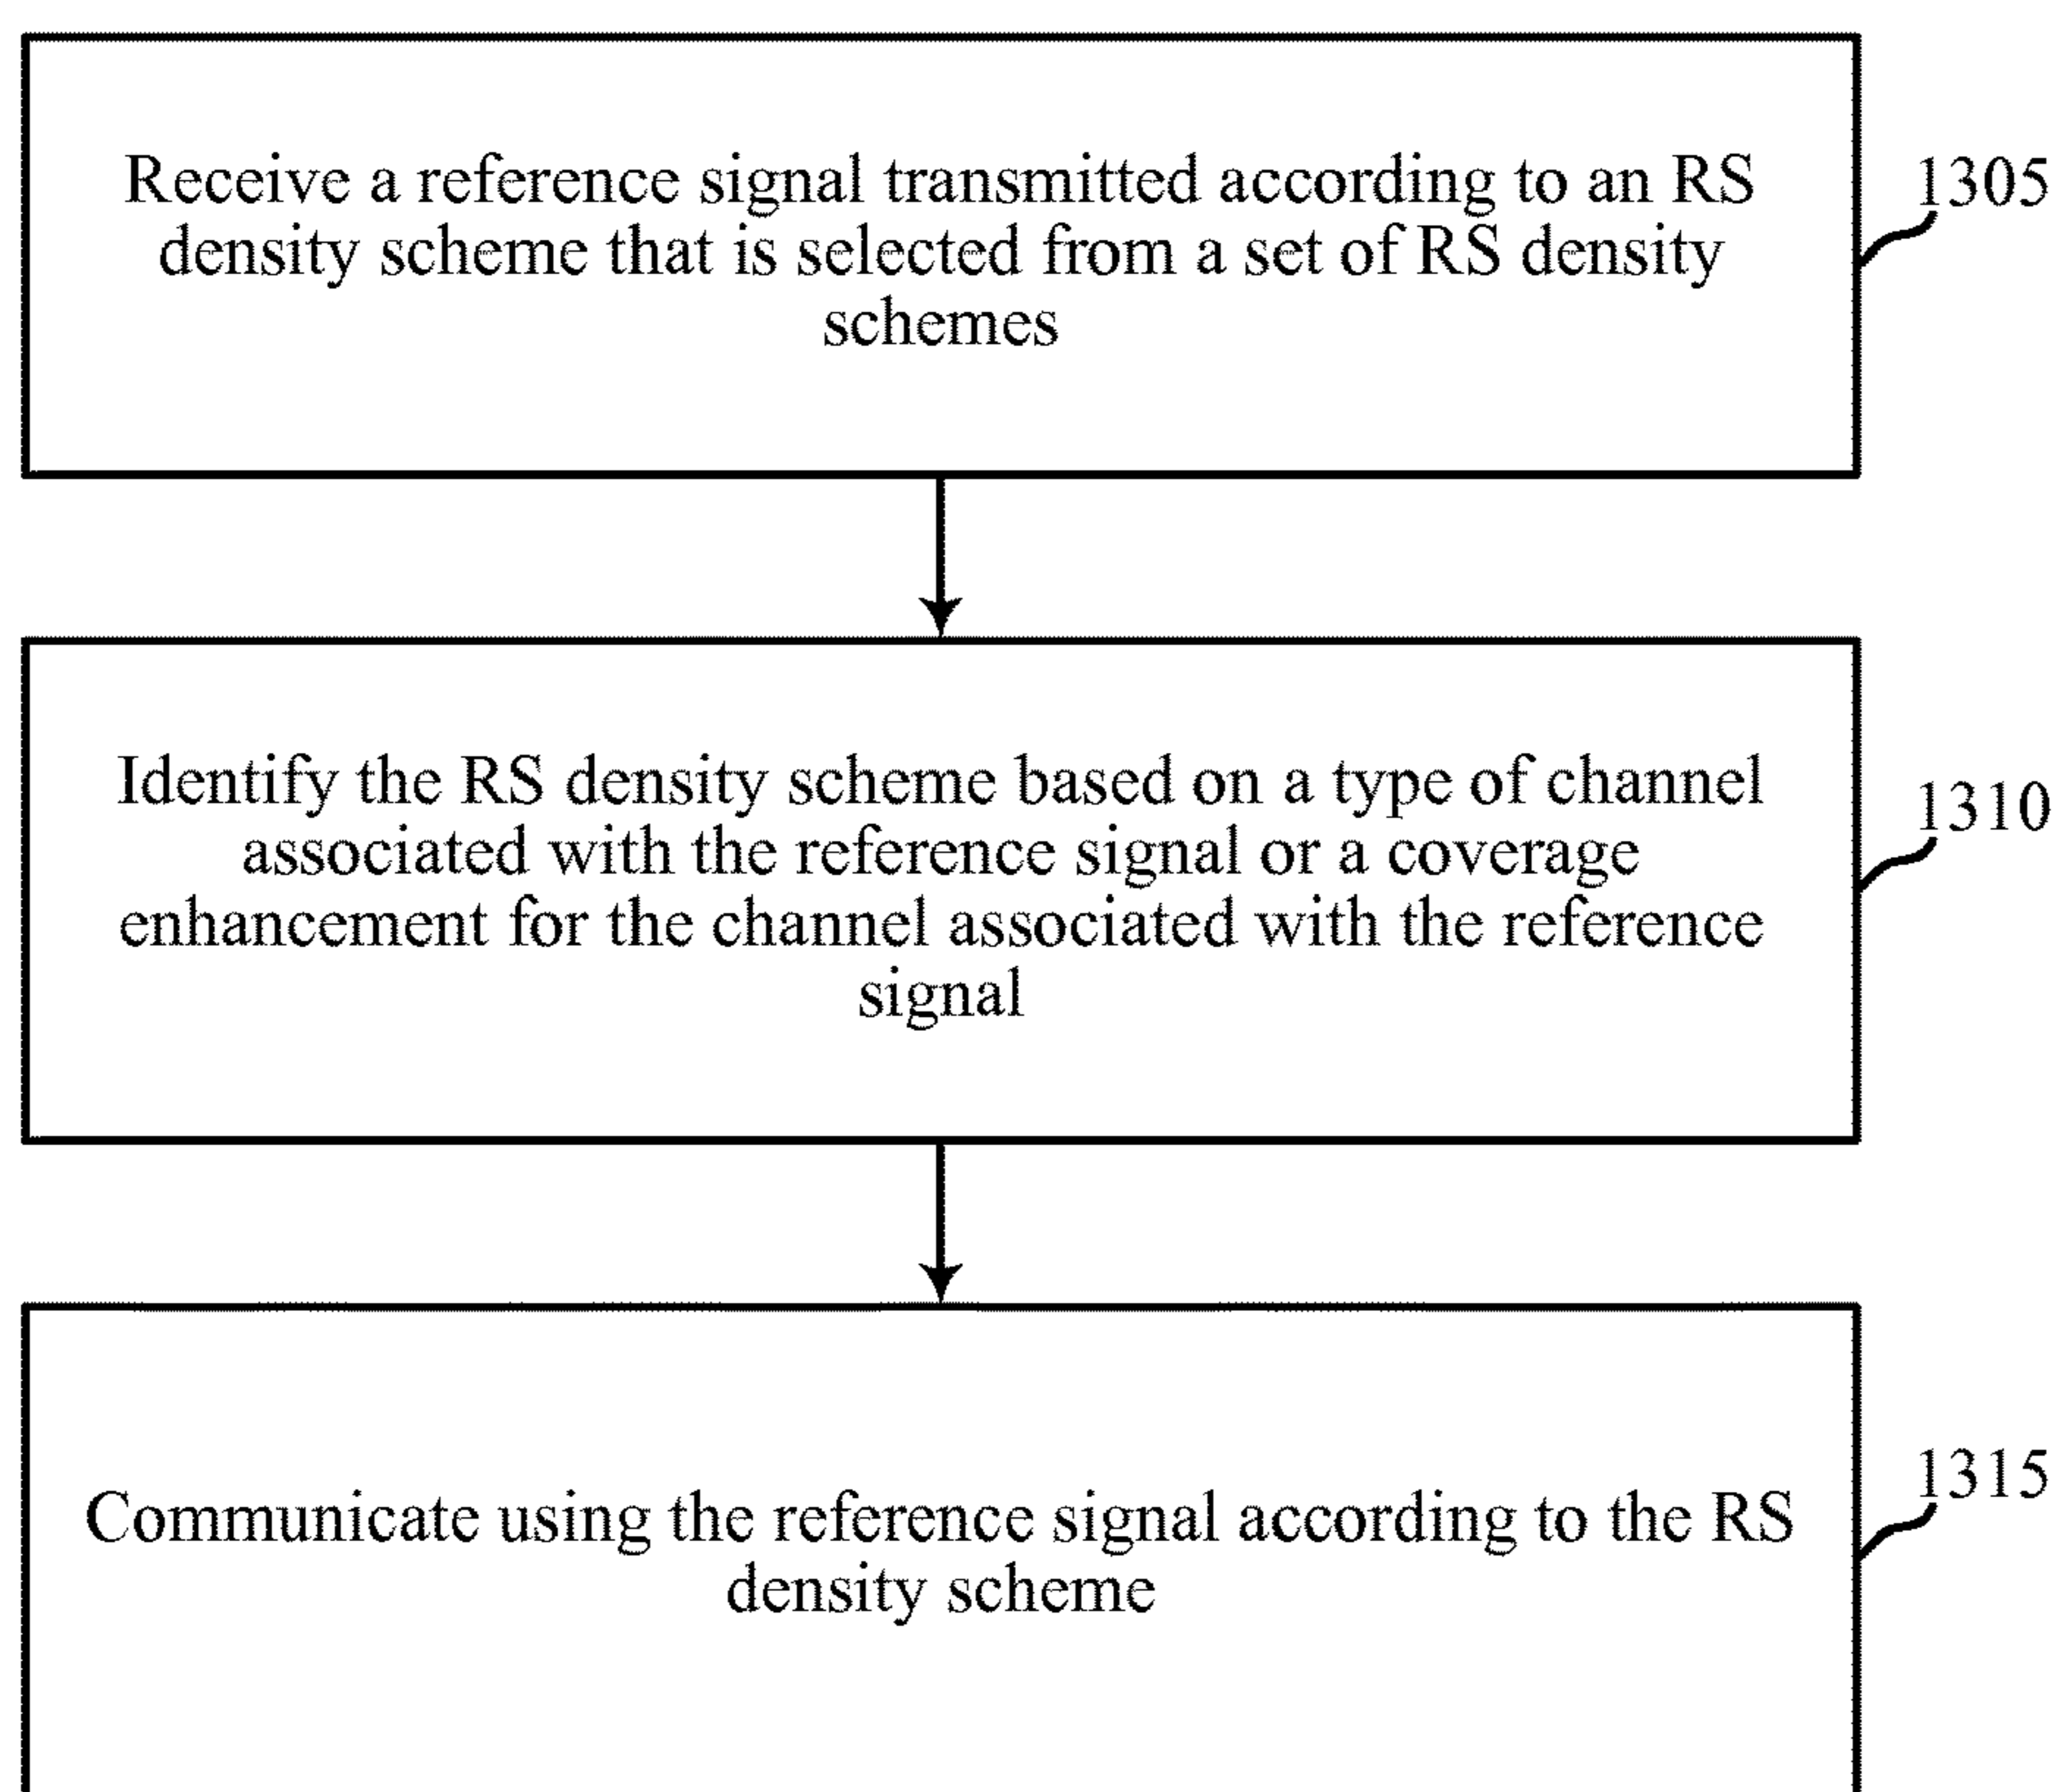 Receive a reference signal transmitted according to an RS
density scheme that is selected from a set of RS density
schemes
1305
Identify the RS density scheme based on a type of channel
associated with the reference signal or a coverage
enhancement for the channel associated with the reference
signal
1310
Communicate using the reference signal according to the RS
density scheme
1315